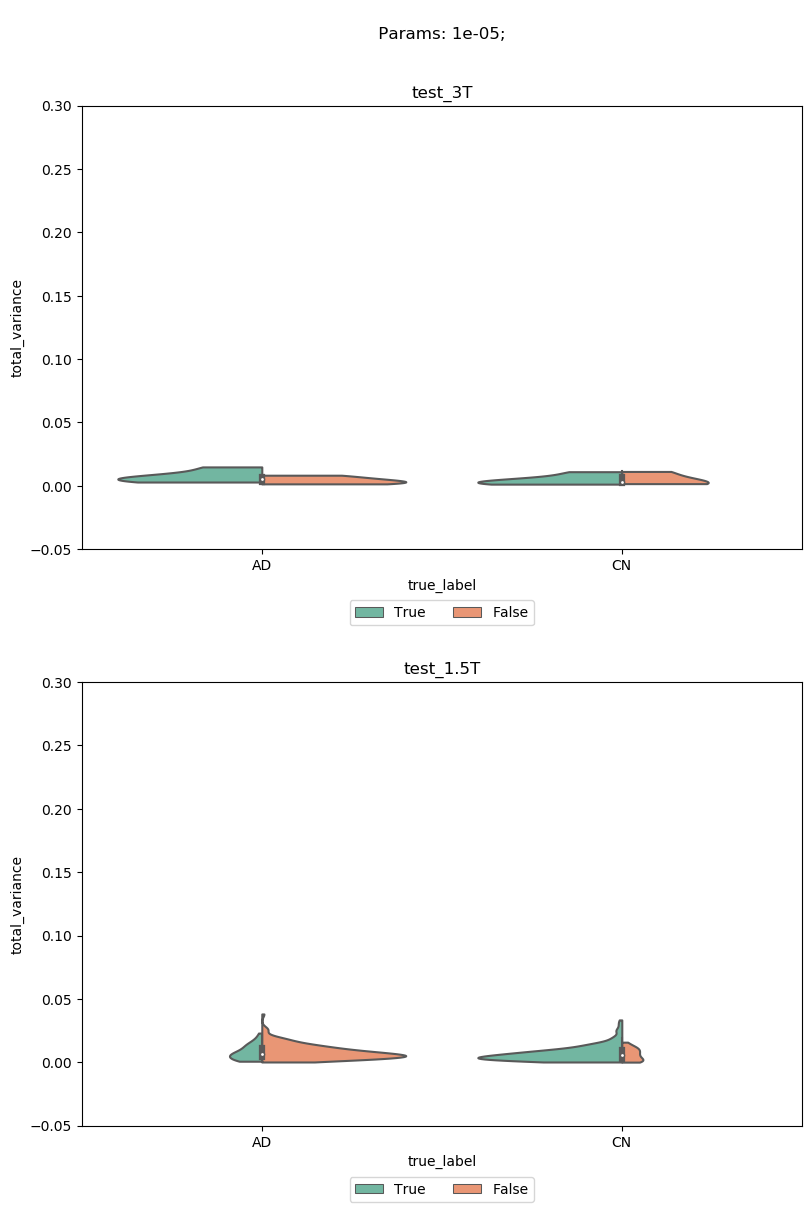 Params: 1e-05;
test_3T
0.30
0.25
0.20
0.15
0.10
0.05
0.00
−0.05
total_variance
AD CN
true_label
True False
test_1.5T
0.30
0.25
0.20
0.15
0.10
0.05
0.00
−0.05
total_variance
AD CN
true_label
True False